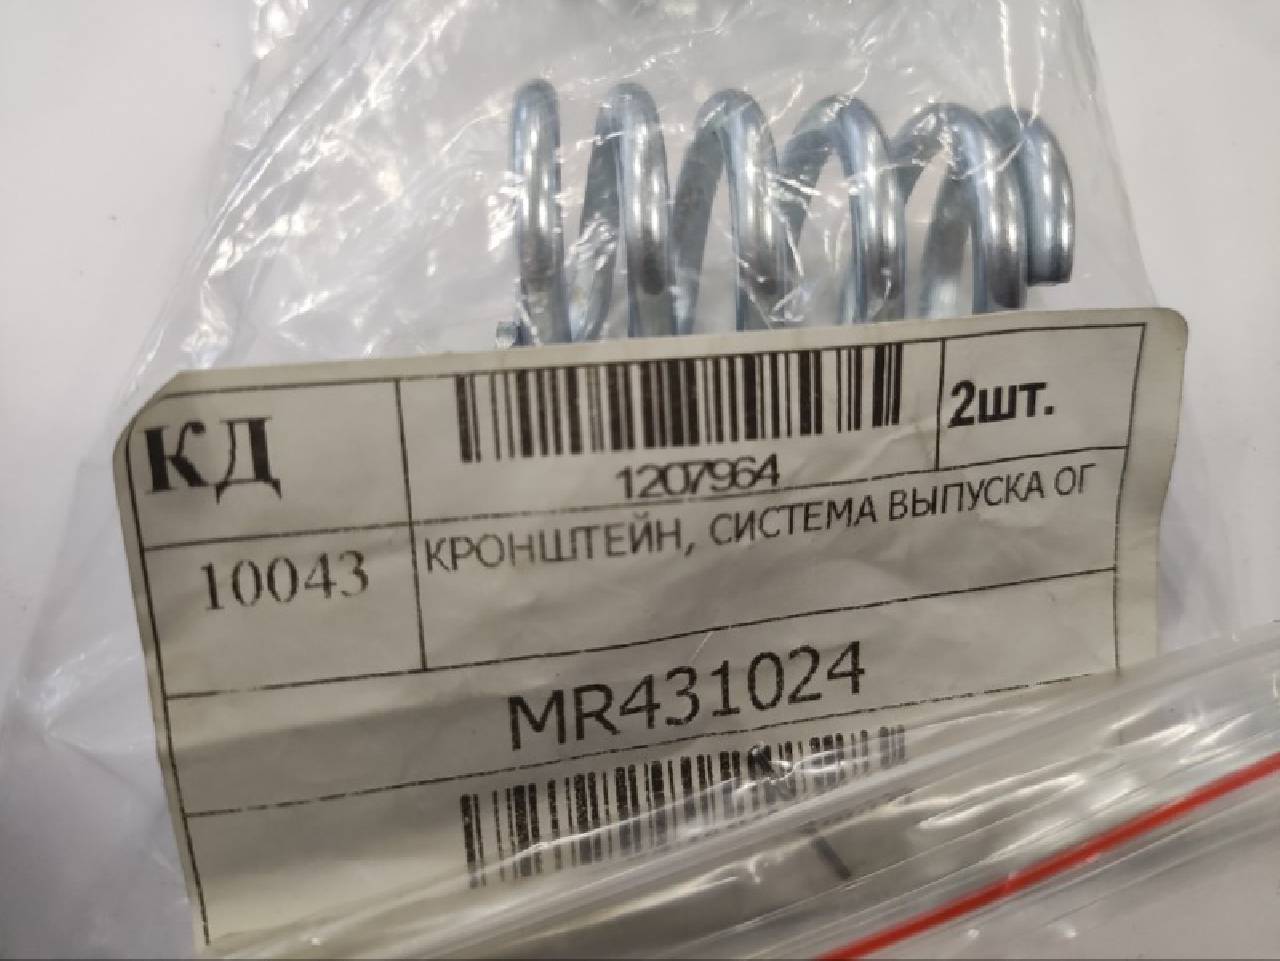 КД
1207964
2шт.
10043
КРОНШТЕЙН, СИСТЕМА ВЫПУСКА ОГ
MR431024